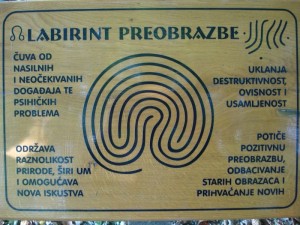 LABIRINT PREOBRAZBE
ČUVA OD
NASILNIH
I NEOČEKIVANIH
DOGAĐAJA TE
PSIHIČKIH
PROBLEMA
UKLANJA
DESTRUKTIVNOST,
OVISNOST I
USAMLJENOST
ODRŽAVA
RAZNOLIKOST
PRIRODE, ŠIRI UM
I OMOGUĆAVA
NOVA ISKUSTVA
POTIČE
POZITIVNU
PREOBRAZBU,
ODBACIVANJE
STARIH OBRAZACA I
PRIHVAĆANJE NOVIH